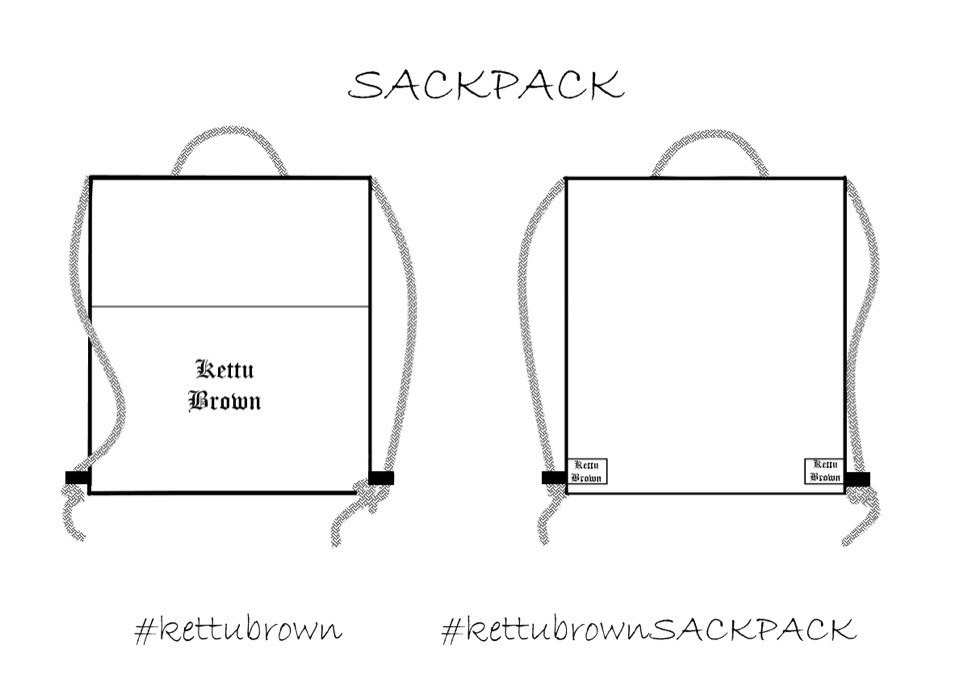 SACKPACK
Kettu
Brown
Kettu
Brown
Kettu
Brown
#kettubrown
#kettubrownSACKPACK